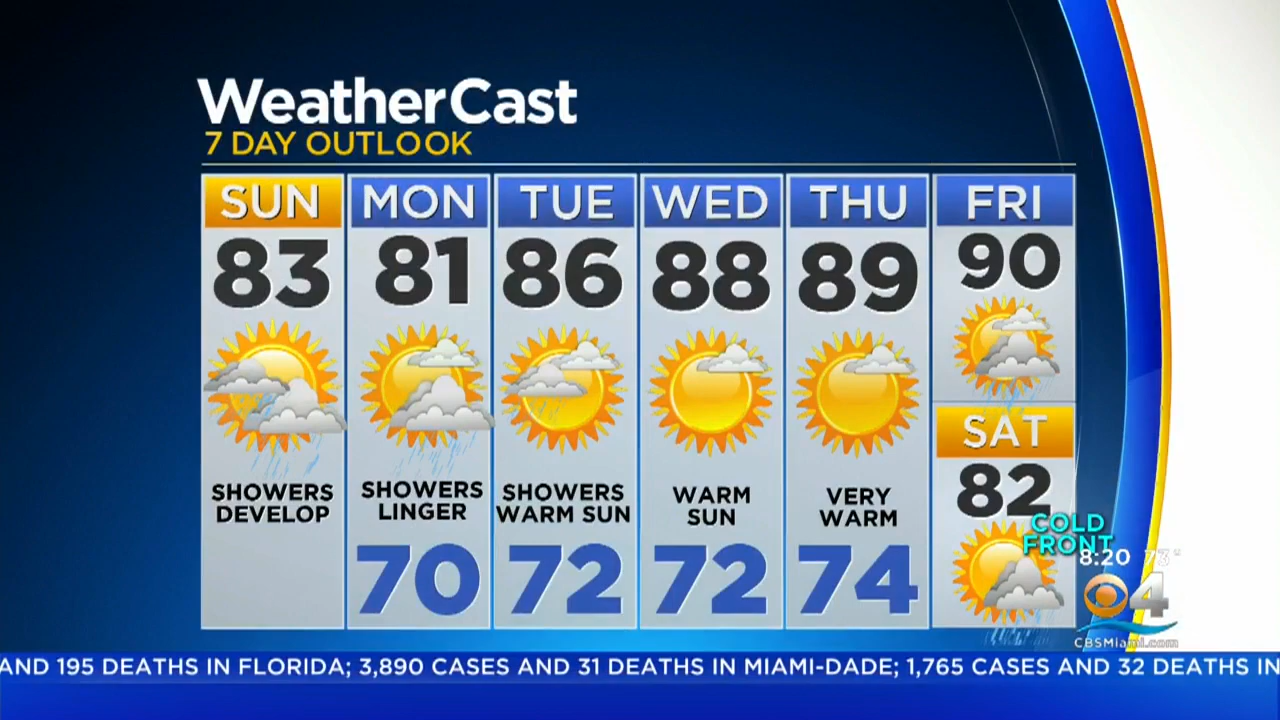 WeatherCast
7 DAY OUTLOOK
SUN
83
SHOWERS
DEVELOP
MON
81
SHOWERS
LINGER
70
TUE
86
SHOWERS
WARM SUN
72
WED
88
WARM
SUN
72
THU
89
VERY
WARM
74
FRI
90
SAT
82
COLD
FRONT
8:20 73°
4
CBSMiami.com
AND 195 DEATHS IN FLORIDA; 3,890 CASES AND 31 DEATHS IN MIAMI-DADE; 1,765 CASES AND 32 DEATHS IN